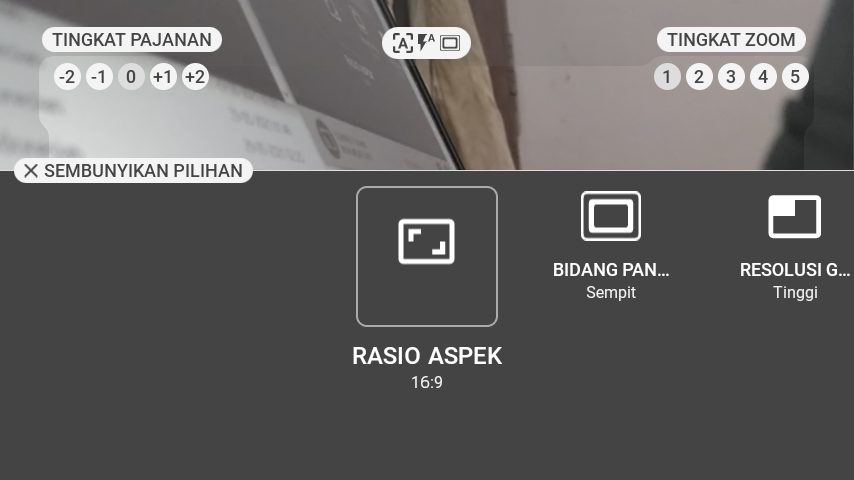 TINGKAT PAJANAN
TINGKAT ZOOM
-2 -1 0 +1 +2
1 2 3 4 5
SEMBUNYIKAN PILIHAN
RASIO ASPEK
16:9
BIDANG PAN...
Sempit
RESOLUSI G...
Tinggi